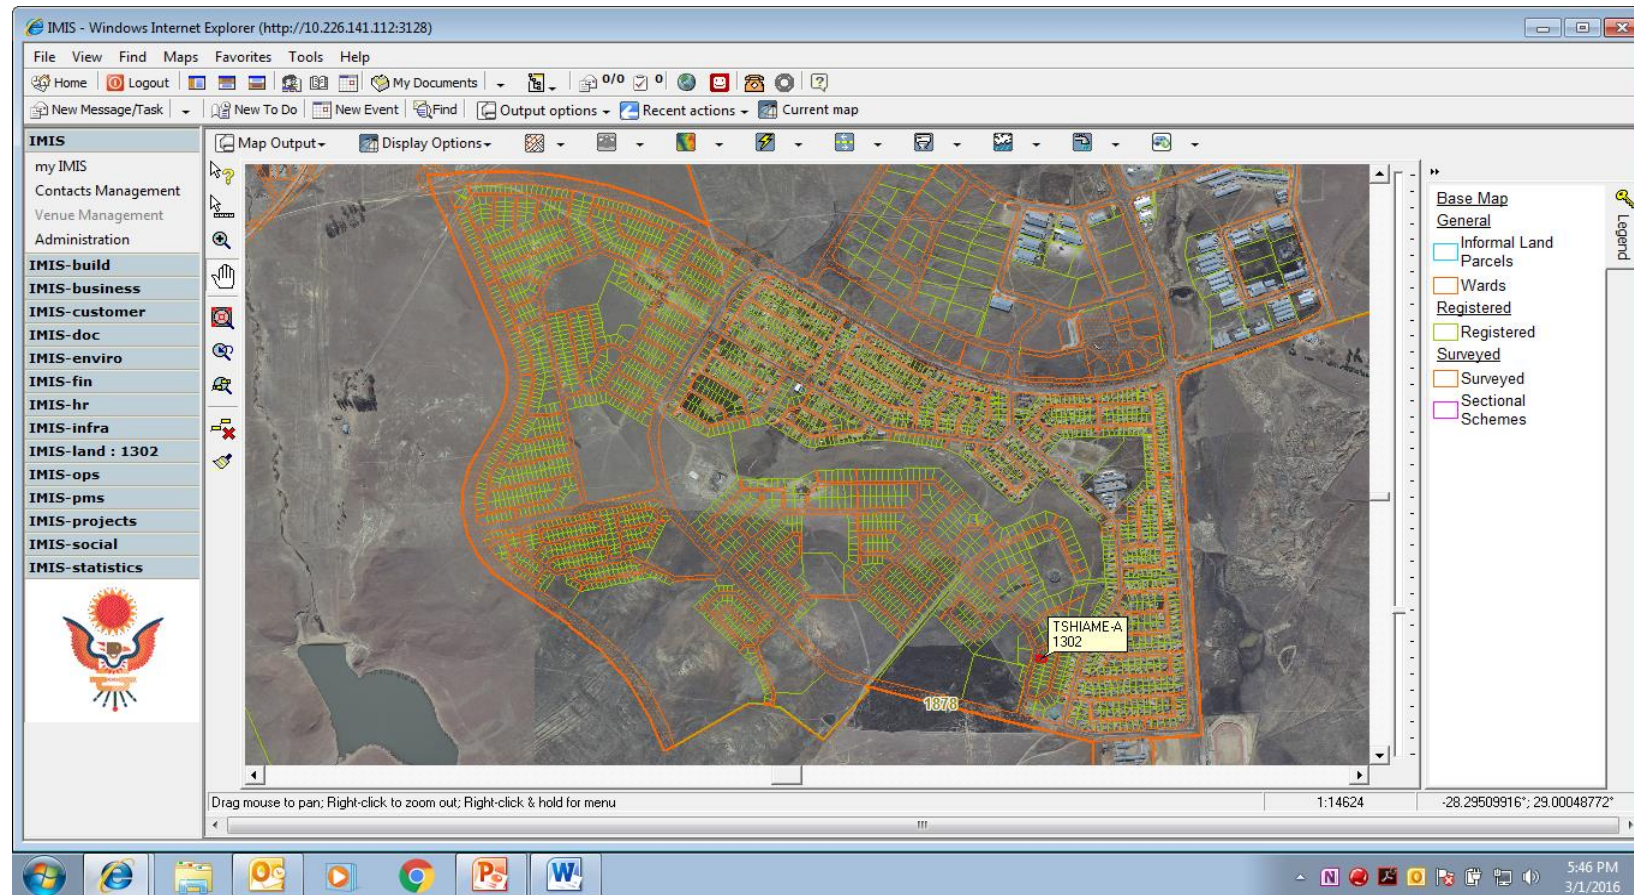 IMIS - Windows Internet Explorer (http://10.226.141.112:3128)
File View Find Maps Favorites Tools Help
Home Logout My Documents 0/0 0
New Message/Task New To Do New Event Find Output options Recent actions Current map
IMIS
my IMIS
Contacts Management
Venue Management
Administration
IMIS-build
IMIS-business
IMIS-customer
IMIS-doc
IMIS-enviro
IMIS-fin
IMIS-hr
IMIS-infra
IMIS-land : 1302
IMIS-ops
IMIS-pms
IMIS-projects
IMIS-social
IMIS-statistics
Map Output Display Options
TSHIAME-A
1302
1878
Base Map
General
Informal Land
Parcels
Wards
Registered
Registered
Surveyed
Surveyed
Sectional
Schemes
Legend
Drag mouse to pan; Right-click to zoom out; Right-click & hold for menu 1:14624 -28.29509916°; 29.00048772°
5:46 PM
3/1/2016